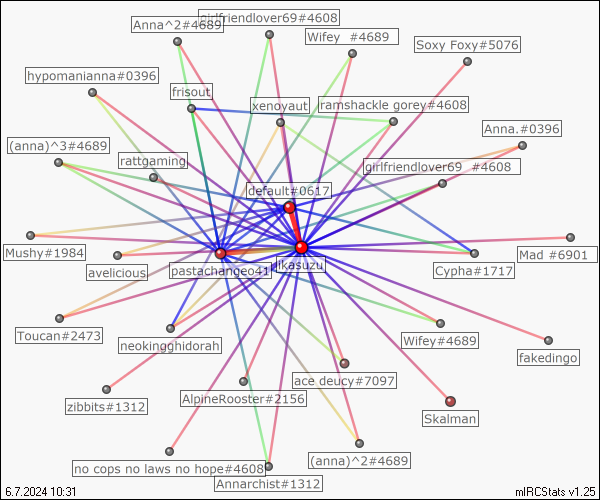 girlfriendlover69#4608
Anna^2#4689
Wifey #4689
Soxy Foxy#5076
hypomanianna#0396
frisout
xenoyaut
ramshackle gorey#4608
Anna.#0396
(anna)^3#4689
rattgaming
girlfriendlover69 #4608
default#0617
Mushy#1984
avelicious
pastachangeo41
ikasuzu
Cypha#1717
Mad #6901
Toucan#2473
neokingghidorah
Wifey#4689
fakedingo
ace deucy#7097
zibbits#1312
AlpineRooster#2156
Skalman
no cops no laws no hope#4608
(anna)^2#4689
Annarchist#1312
6.7.2024 10:31
mIRCStats v1.25